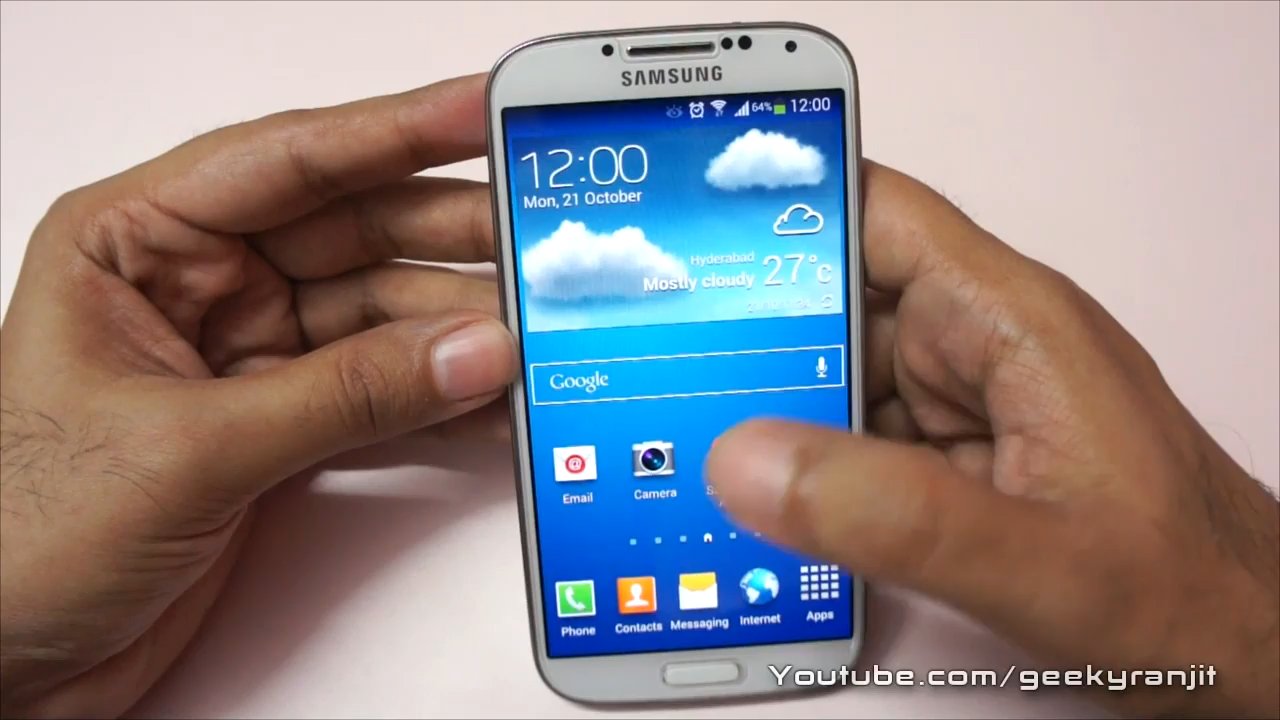 SAMSUNG
64% 12:00
12:00
Mon, 21 October
Hyderabad
Mostly cloudy 27°c
Google
Email
Camera
Phone
Contacts
Messaging
Internet
Apps
Youtube.com/geekyranjit